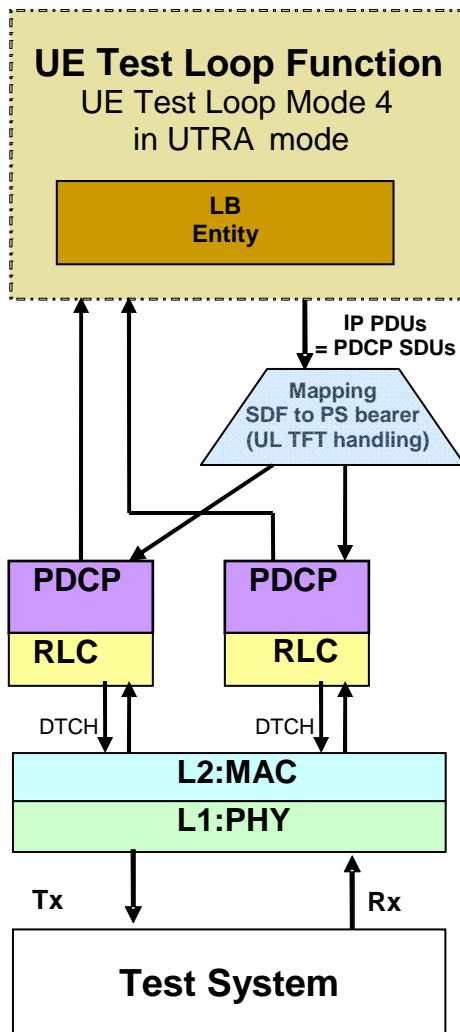 UE Test Loop Function
UE Test Loop Mode 4
in UTRA mode
LB
Entity
IP PDUs
= PDCP SDUs
Mapping
SDF to PS bearer
(UL TFT handling)
PDCP
PDCP
RLC
RLC
DTCH
DTCH
L2:MAC
L1:PHY
Tx
Rx
Test System